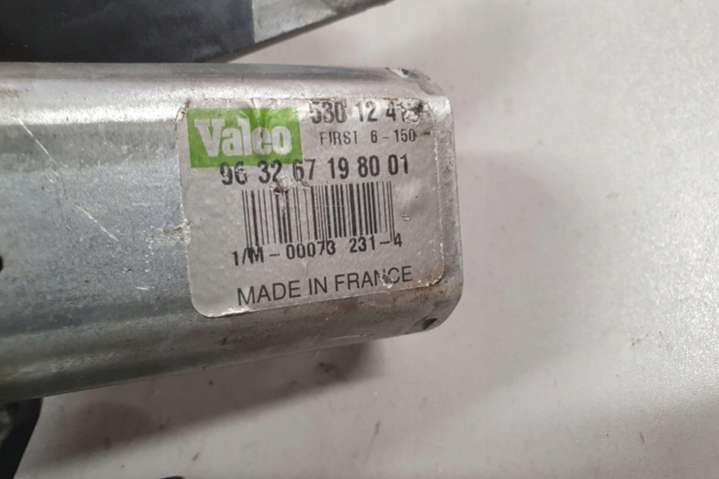 Valeo
530 12 412
FIRST 6-150
96 32 67 19 80 01
1/M-00073 231-4
MADE IN FRANCE